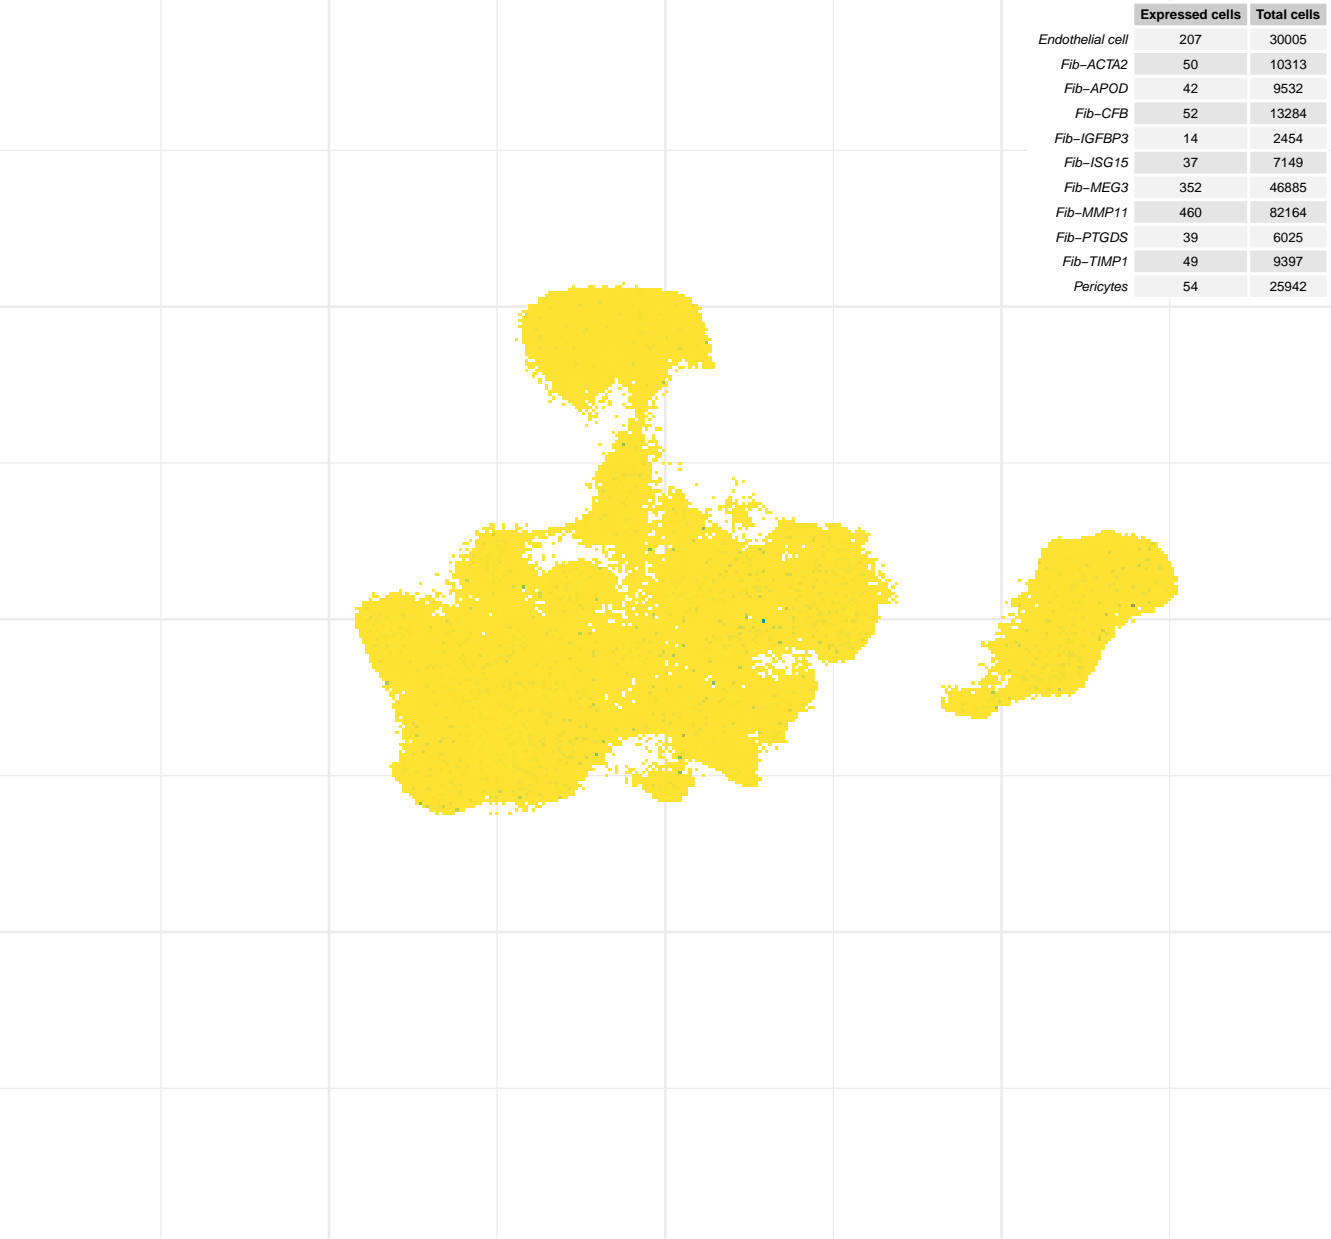 Expressed cells Total cells
Endothelial cell 207 30005
Fib−ACTA2 50 10313
Fib−APOD 42 9532
Fib−CFB 52 13284
Fib−IGFBP3 14 2454
Fib−ISG15 37 7149
Fib−MEG3 352 46885
Fib−MMP11 460 82164
Fib−PTGDS 39 6025
Fib−TIMP1 49 9397
Pericytes 54 25942